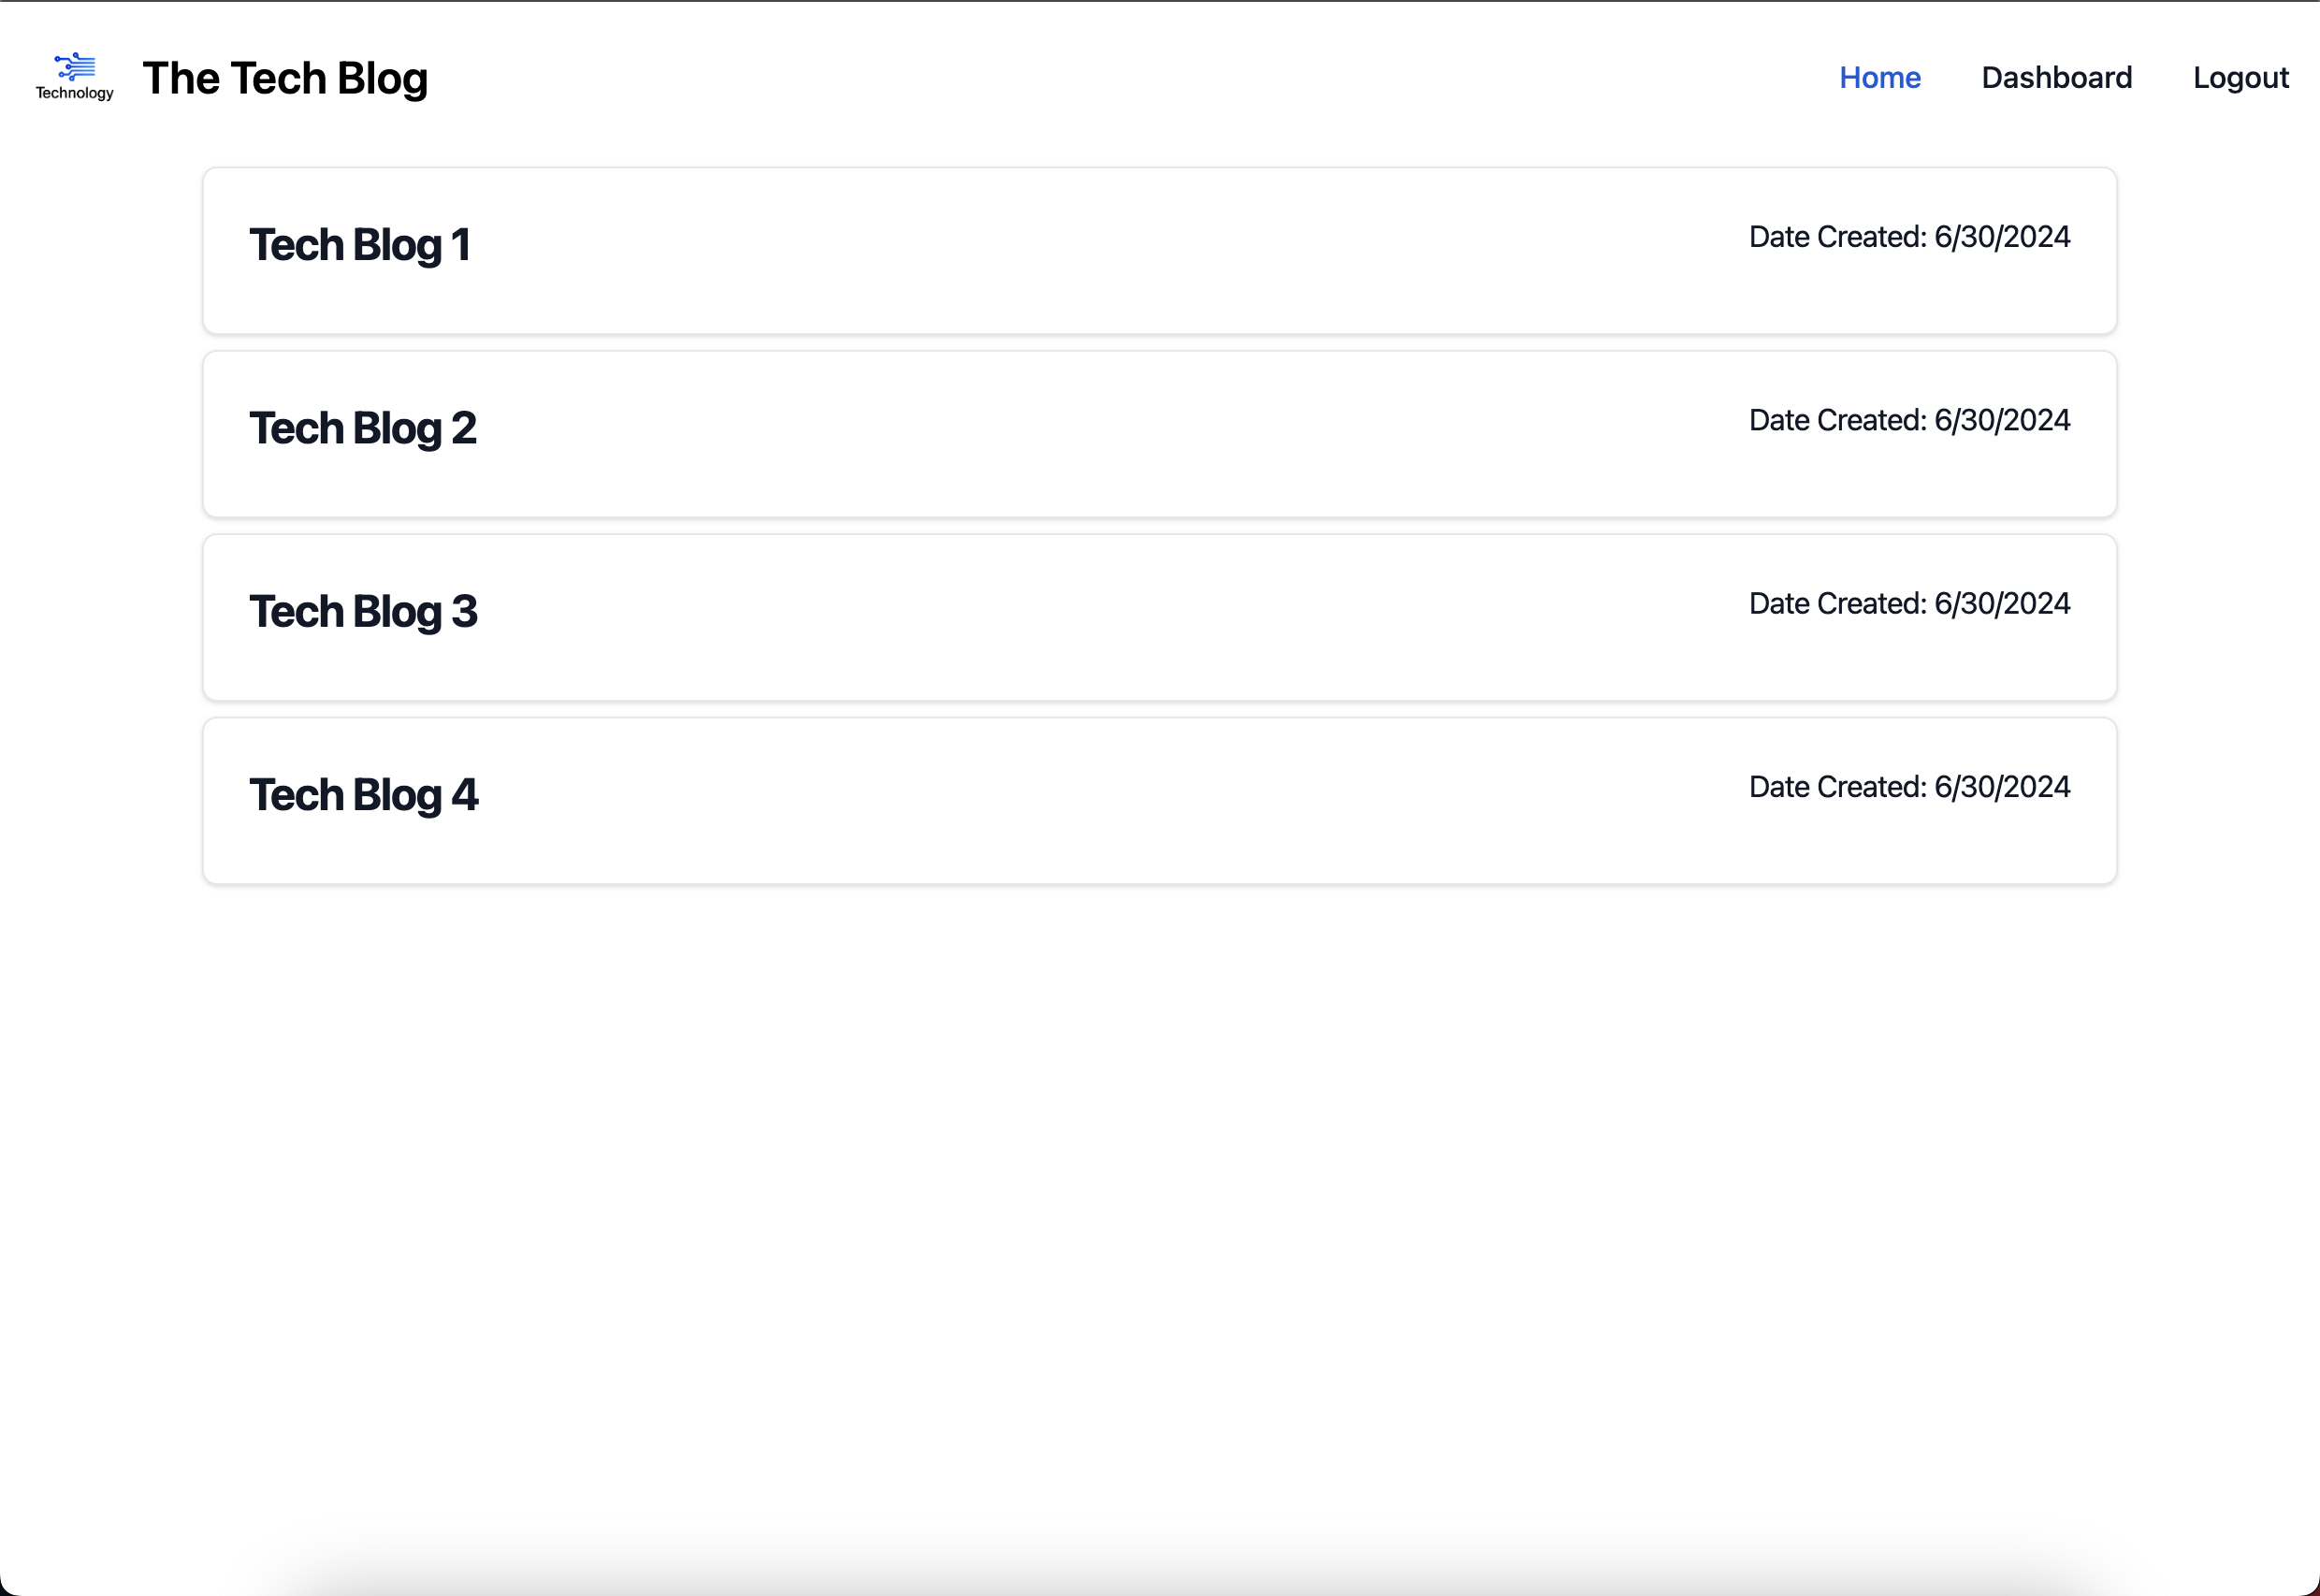 Technology
The Tech Blog
Home Dashboard Logout
Tech Blog 1
Date Created: 6/30/2024
Tech Blog 2
Date Created: 6/30/2024
Tech Blog 3
Date Created: 6/30/2024
Tech Blog 4
Date Created: 6/30/2024